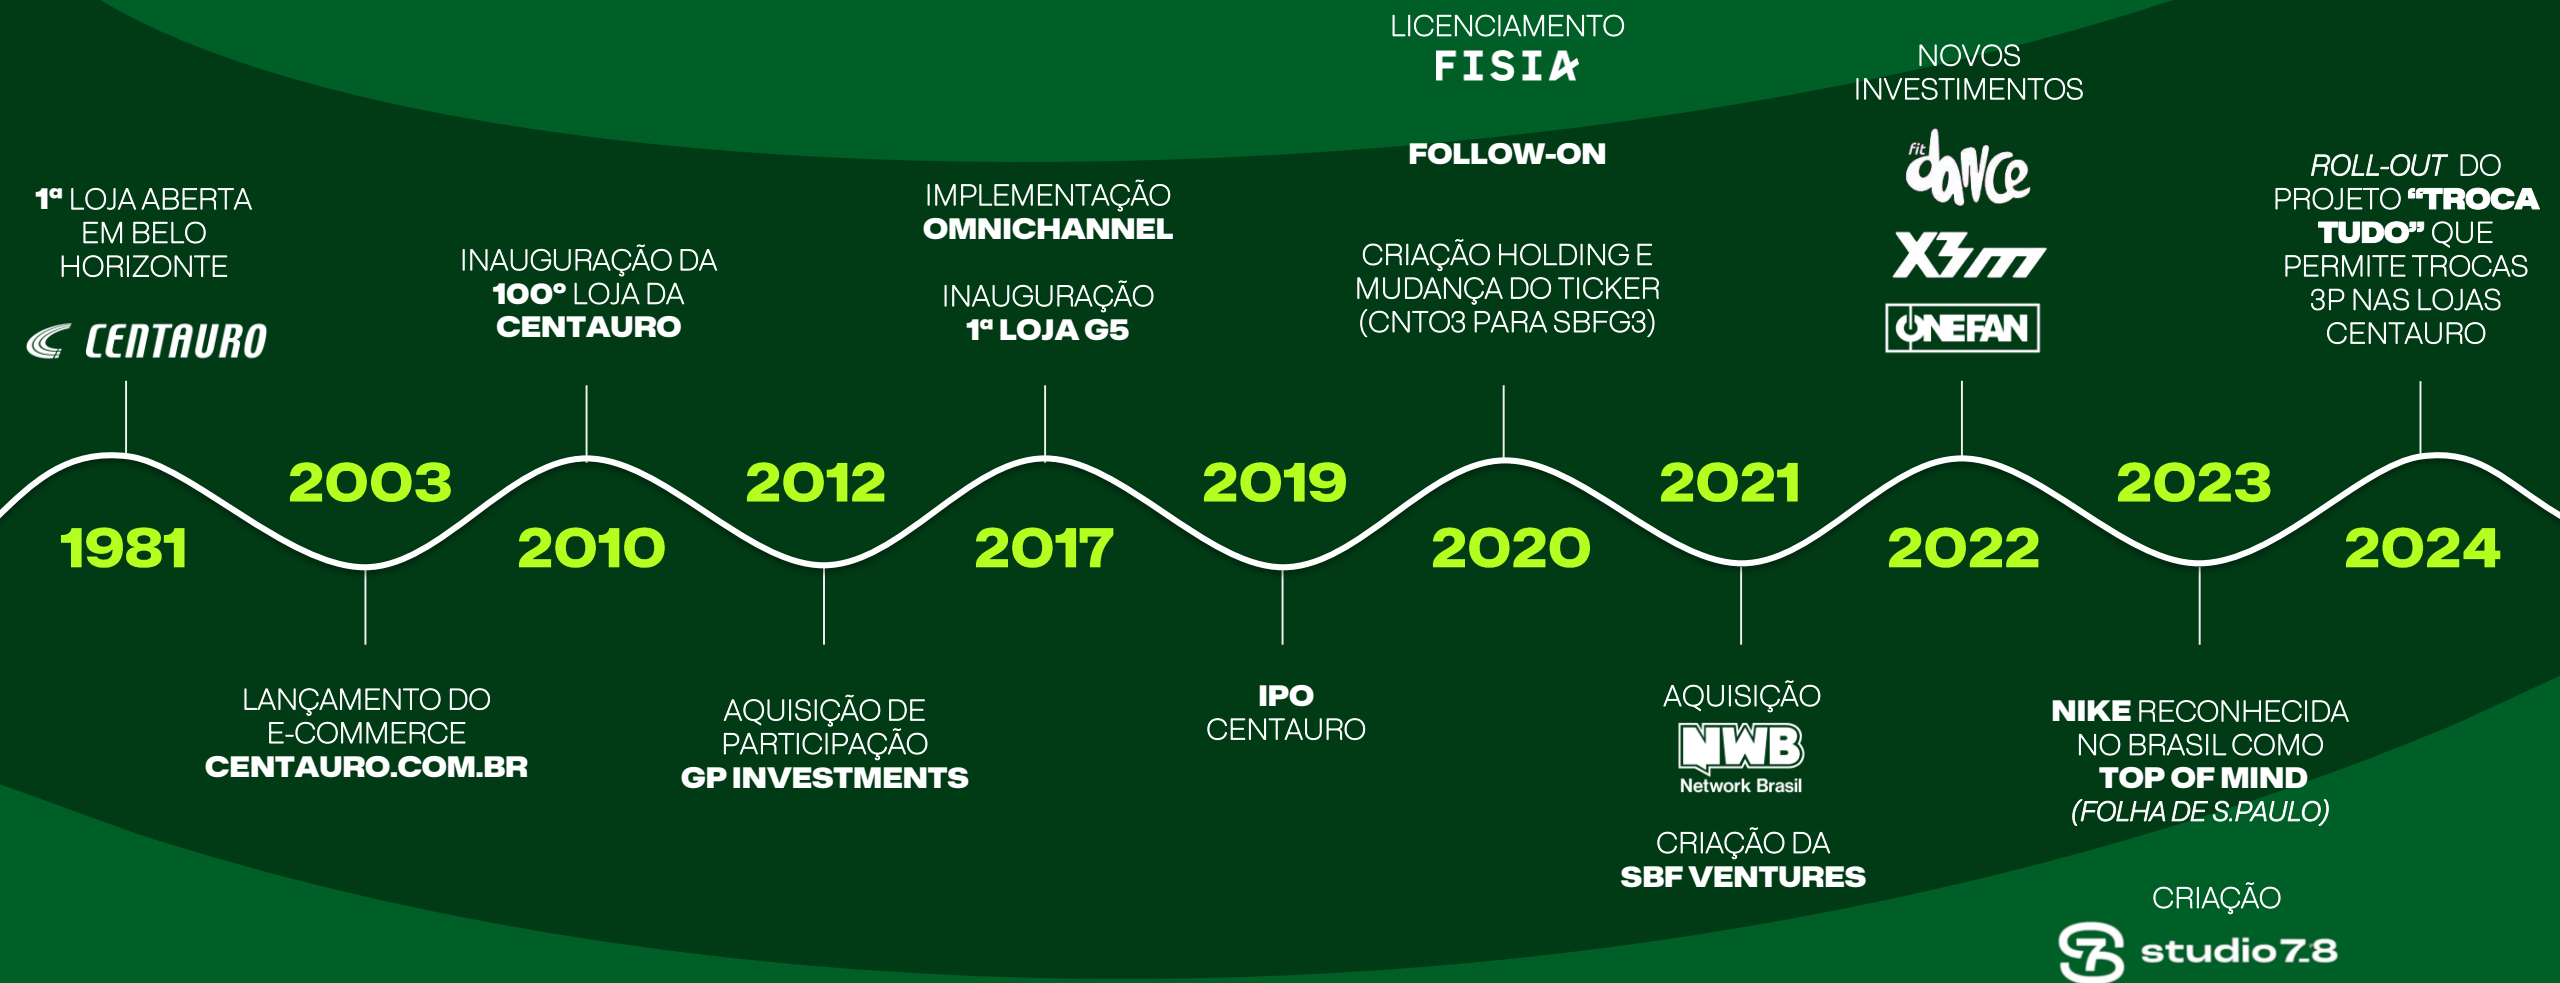 1ª LOJA ABERTA
EM BELO
HORIZONTE
CENTAURO
1981
2003
LANÇAMENTO DO
E-COMMERCE
CENTAURO.COM.BR
INAUGURAÇÃO DA
100º LOJA DA
CENTAURO
2010
2012
AQUISIÇÃO DE
PARTICIPAÇÃO
GP INVESTMENTS
IMPLEMENTAÇÃO
OMNICHANNEL
INAUGURAÇÃO
1ª LOJA G5
2017
2019
IPO
CENTAURO
LICENCIAMENTO
FISIA
FOLLOW-ON
CRIAÇÃO HOLDING E
MUDANÇA DO TICKER
(CNTO3 PARA SBFG3)
2020
2021
AQUISIÇÃO
NWB
Network Brasil
CRIAÇÃO DA
SBF VENTURES
NOVOS
INVESTIMENTOS
fit
dance
X3m
ONEFAN
2022
2023
NIKE RECONHECIDA
NO BRASIL COMO
TOP OF MIND
(FOLHA DE S.PAULO)
CRIAÇÃO
studio 7_8
ROLL-OUT DO
PROJETO “TROCA
TUDO” QUE
PERMITE TROCAS
3P NAS LOJAS
CENTAURO
2024